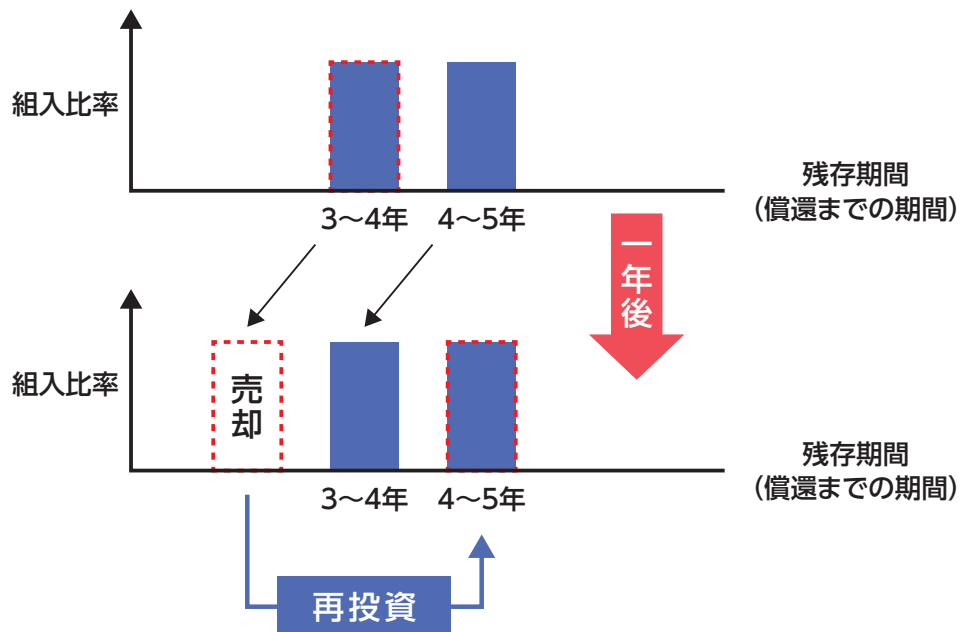 組入比率
3～4年
4～5年
残存期間
（償還までの期間）
一年後
組入比率
売却
3～4年
4～5年
残存期間
（償還までの期間）
再投資